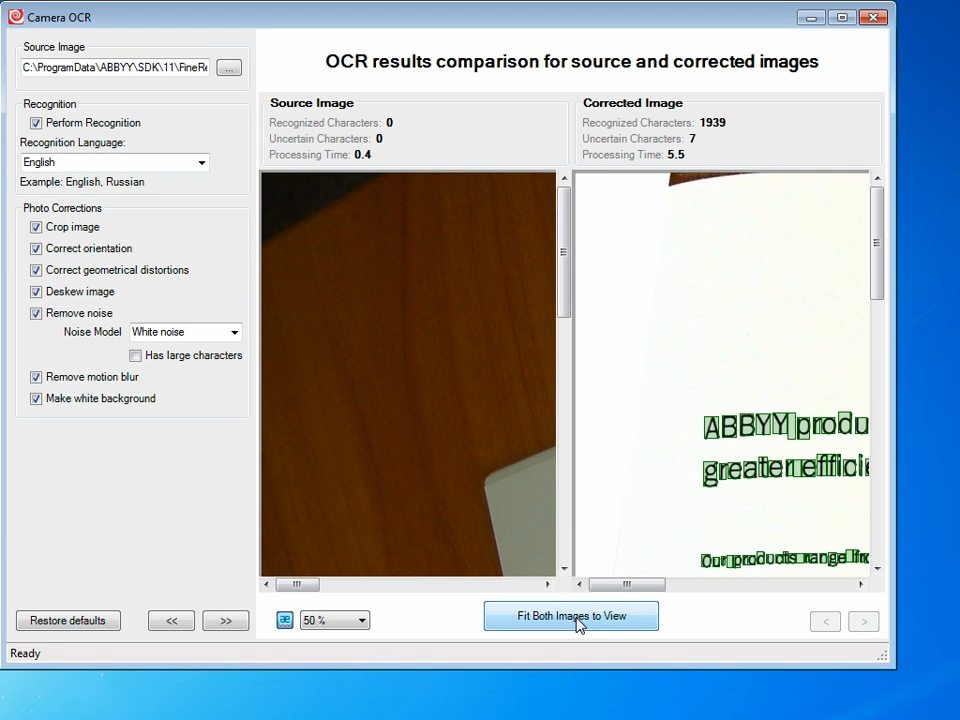 Camera OCR
Source Image
C:\ProgramData\ABBYY\SDK\11\FineRe
...
Recognition
Perform Recognition
Recognition Language:
English
Example: English, Russian
Photo Corrections
Crop image
Correct orientation
Correct geometrical distortions
Deskew image
Remove noise
Noise Model White noise
Has large characters
Remove motion blur
Make white background
Restore defaults
<<
>>
Ready
OCR results comparison for source and corrected images
Source Image
Recognized Characters: 0
Uncertain Characters: 0
Processing Time: 0.4
Corrected Image
Recognized Characters: 1939
Uncertain Characters: 7
Processing Time: 5.5
ABBYY produ
greater efficie
Our products range fro
æ
50 %
Fit Both Images to View
<
>